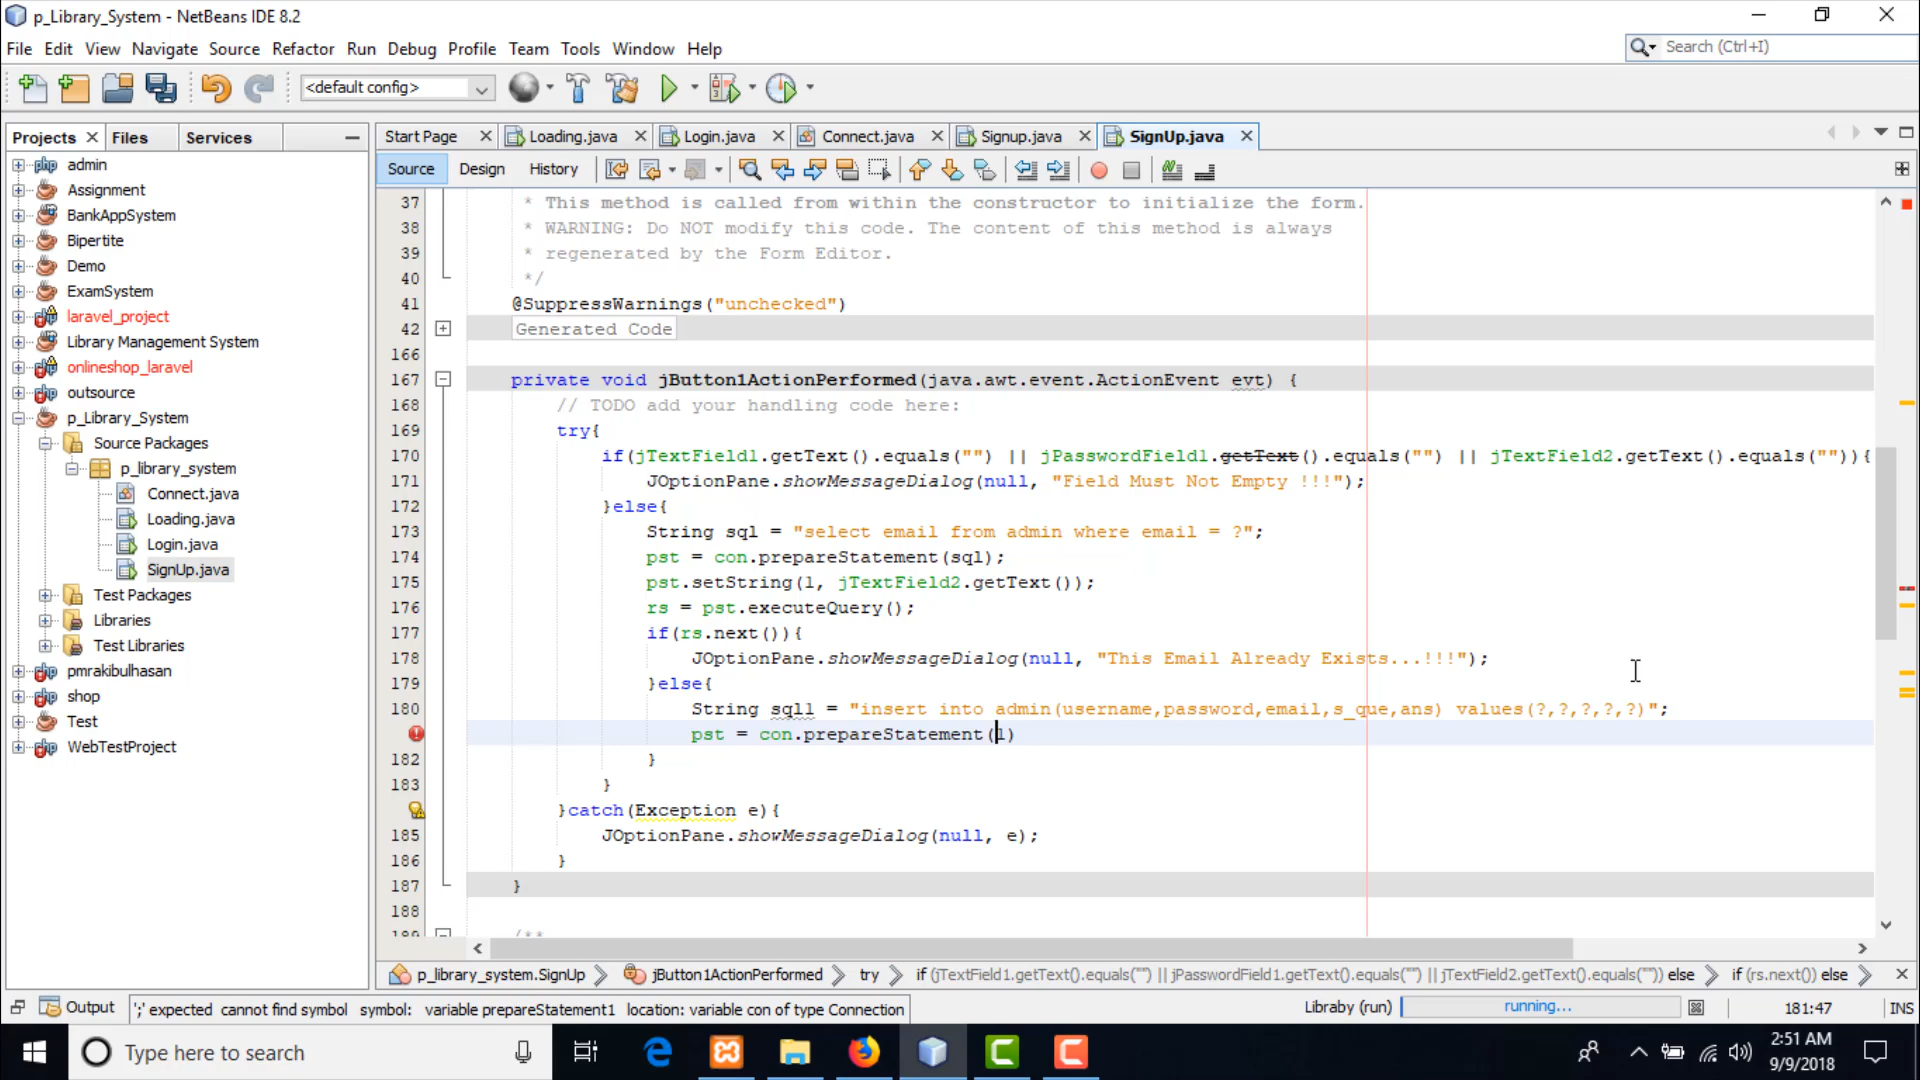 p_Library_System - NetBeans IDE 8.2
File Edit View Navigate Source Refactor Run Debug Profile Team Tools Window Help
Search (Ctrl+I)
<default config>
Projects Files Services
Start Page Loading.java Login.java Connect.java Signup.java SignUp.java
Source Design History
admin
Assignment
BankAppSystem
Bipertite
Demo
ExamSystem
laravel_project
Library Management System
onlineshop_laravel
outsource
p_Library_System
Source Packages
p_library_system
Connect.java
Loading.java
Login.java
SignUp.java
Test Packages
Libraries
Test Libraries
pmrakibulhasan
shop
Test
WebTestProject
37 * This method is called from within the constructor to initialize the form.
38 * WARNING: Do NOT modify this code. The content of this method is always
39 * regenerated by the Form Editor.
40 */
41 @SuppressWarnings("unchecked")
42 Generated Code
166
167 private void jButton1ActionPerformed(java.awt.event.ActionEvent evt) {
168 // TODO add your handling code here:
169 try{
170 if(jTextField1.getText().equals("") || jPasswordField1.getText().equals("") || jTextField2.getText().equals("")){
171 JOptionPane.showMessageDialog(null, "Field Must Not Empty !!!");
172 }else{
173 String sql = "select email from admin where email = ?";
174 pst = con.prepareStatement(sql);
175 pst.setString(1, jTextField2.getText());
176 rs = pst.executeQuery();
177 if(rs.next()){
178 JOptionPane.showMessageDialog(null, "This Email Already Exists...!!!");
179 }else{
180 String sql1 = "insert into admin(username,password,email,s_que,ans) values(?,?,?,?,?)";
pst = con.prepareStatement(1)
182 }
183 }
}catch(Exception e){
185 JOptionPane.showMessageDialog(null, e);
186 }
187 }
188
189 /**
p_library_system.SignUp jButton1ActionPerformed try if (jTextField1.getText().equals("") || jPasswordField1.getText().equals("") || jTextField2.getText().equals("")) else if (rs.next()) else
Output ';' expected cannot find symbol symbol: variable prepareStatement1 location: variable con of type Connection
Libraby (run) running... 181:47 INS
Type here to search
2:51 AM
9/9/2018